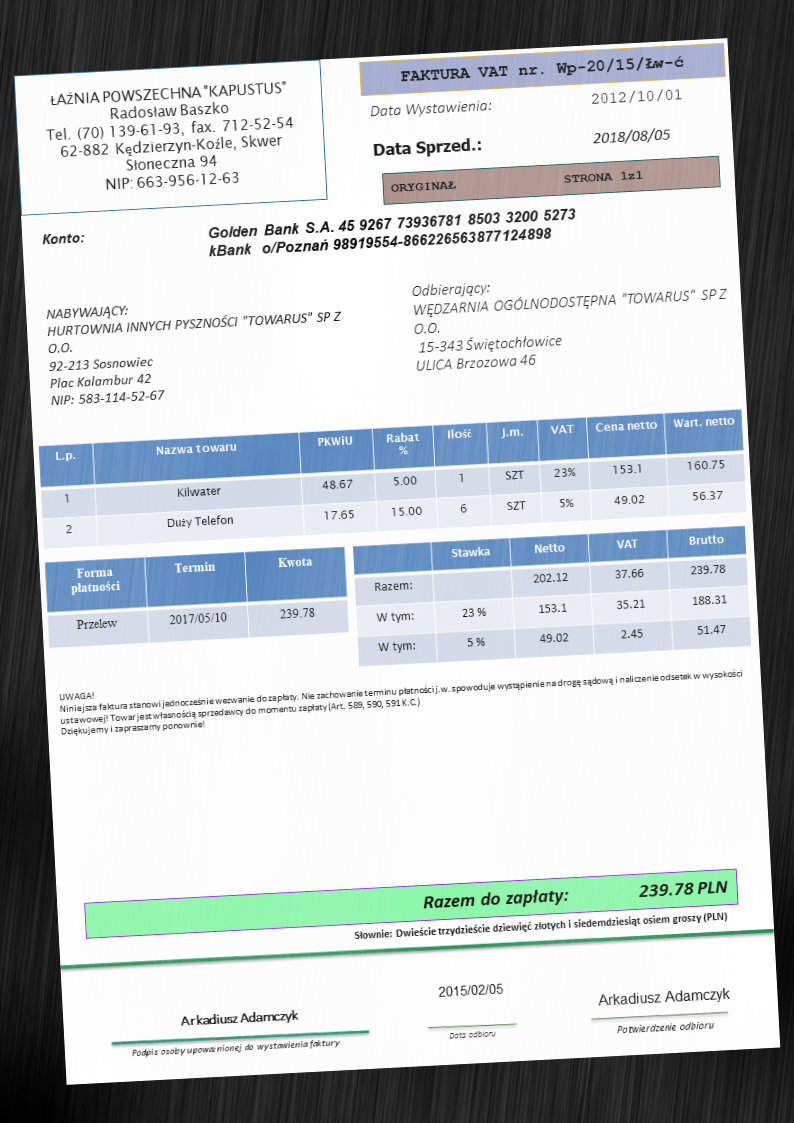 ŁAŹNIA POWSZECHNA "KAPUSTUS"
Radosław Baszko
Tel. (70) 139-61-93, fax. 712-52-54
62-882 Kędzierzyn-Koźle, Skwer
Słoneczna 94
NIP: 663-956-12-63
FAKTURA VAT nr. Wp-20/15/Łw-ć
Data Wystawienia: 2012/10/01
Data Sprzed.: 2018/08/05
ORYGINAŁ STRONA 1z1
Konto: Golden Bank S.A. 45 9267 73936781 8503 3200 5273
kBank o/Poznań 98919554-866226563877124898
NABYWAJĄCY:
HURTOWNIA INNYCH PYSZNOŚCI "TOWARUS" SP Z
O.O.
92-213 Sosnowiec
Plac Kalambur 42
NIP: 583-114-52-67
Odbierający:
WĘDZARNIA OGÓLNODOSTĘPNA "TOWARUS" SP Z
O.O.
15-343 Świętochłowice
ULICA Brzozowa 46
L.p. Nazwa towaru PKWiU Rabat % Ilość J.m. VAT Cena netto Wart. netto
1 Kilwater 48.67 5.00 1 SZT 23% 153.1 160.75
2 Duży Telefon 17.65 15.00 6 SZT 5% 49.02 56.37
Forma płatności Termin Kwota
Przelew 2017/05/10 239.78
Stawka Netto VAT Brutto
Razem: 202.12 37.66 239.78
W tym: 23 % 153.1 35.21 188.31
W tym: 5 % 49.02 2.45 51.47
UWAGA!
Niniejsza faktura stanowi jednocześnie wezwanie do zapłaty. Nie zachowanie terminu płatności j.w. spowoduje wystąpienie na drogę sądową i naliczenie odsetek w wysokości
ustawowej! Towar jest własnością sprzedawcy do momentu zapłaty (Art. 589, 590, 591 K.C.)
Dziękujemy i zapraszamy ponownie!
Razem do zapłaty: 239.78 PLN
Słownie: Dwieście trzydzieście dziewięć złotych i siedemdziesiąt osiem groszy (PLN)
Arkadiusz Adamczyk
Podpis osoby upoważnionej do wystawienia faktury
2015/02/05
Data odbioru
Arkadiusz Adamczyk
Potwierdzenie odbioru